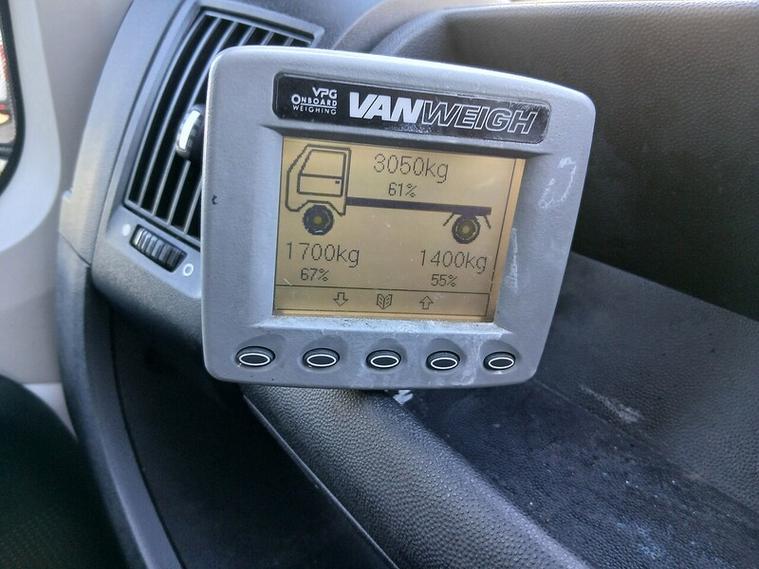 VPG
ONBOARD
WEIGHING
VANWEIGH
3050kg
61%
1700kg
1400kg
67%
55%